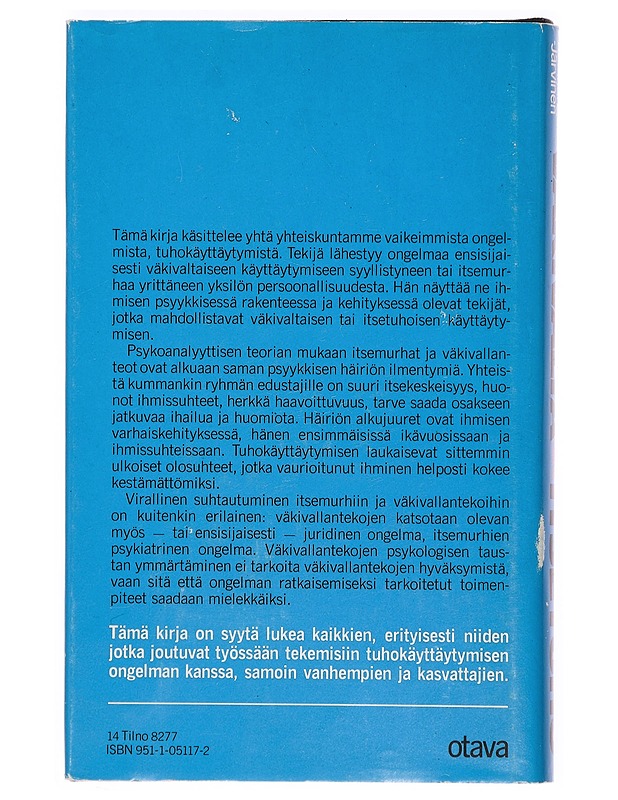 Tämä kirja käsittelee yhtä yhteiskuntamme vaikeimmista ongel-
mista, tuhokäyttäytymistä. Tekijä lähestyy ongelmaa ensisijai-
sesti väkivaltaiseen käyttäytymiseen syyllistyneen tai itsemur-
haa yrittäneen yksilön persoonallisuudesta. Hän näyttää ne ih-
misen psyykkisessä rakenteessa ja kehityksessä olevat tekijät,
jotka mahdollistavat väkivaltaisen tai itsetuhoisen käyttäyty-
misen.
Psykoanalyyttisen teorian mukaan itsemurhat ja väkivallan-
teot ovat alkuaan saman psyykkisen häiriön ilmentymiä. Yhteis-
tä kummankin ryhmän edustajille on suuri itsekeskeisyys, huo-
not ihmissuhteet, herkkä haavoittuvuus, tarve saada osakseen
jatkuvaa ihailua ja huomiota. Häiriön alkujuuret ovat ihmisen
varhaiskehityksessä, hänen ensimmäisissä ikävuosissaan ja
ihmissuhteissaan. Tuhokäyttäytymisen laukaisevat sittemmin
ulkoiset olosuhteet, jotka vaurioitunut ihminen helposti kokee
kestämättömiksi.
Virallinen suhtautuminen itsemurhiin ja väkivallantekoihin
on kuitenkin erilainen: väkivallantekojen katsotaan olevan
myös — tai ensisijaisesti — juridinen ongelma, itsemurhien
psykiatrinen ongelma. Väkivallantekojen psykologisen taus-
tan ymmärtäminen ei tarkoita väkivallantekojen hyväksymistä,
vaan sitä että ongelman ratkaisemiseksi tarkoitetut toimen-
piteet saadaan mielekkäiksi.
Tämä kirja on syytä lukea kaikkien, erityisesti niiden
jotka joutuvat työssään tekemisiin tuhokäyttäytymisen
ongelman kanssa, samoin vanhempien ja kasvattajien.
14 Tilno 8277
ISBN 951-1-05117-2
otava
Järvinen